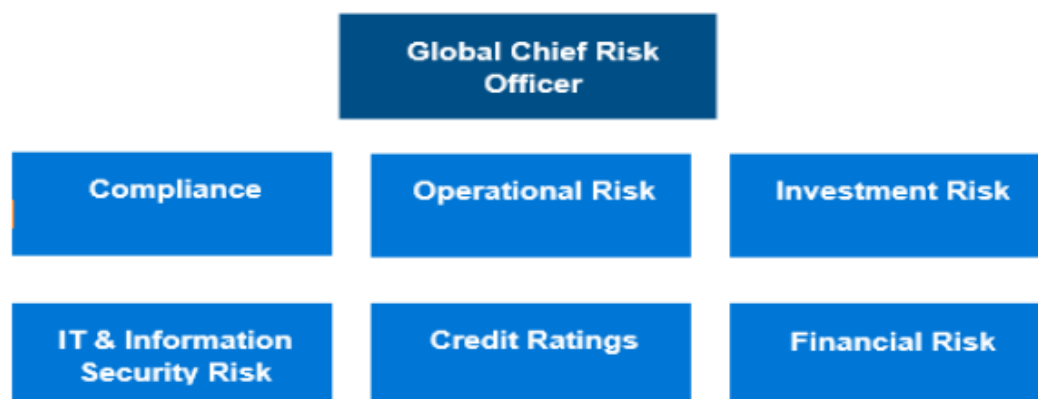 Global Chief Risk
Officer
Compliance
Operational Risk
Investment Risk
IT & Information
Security Risk
Credit Ratings
Financial Risk